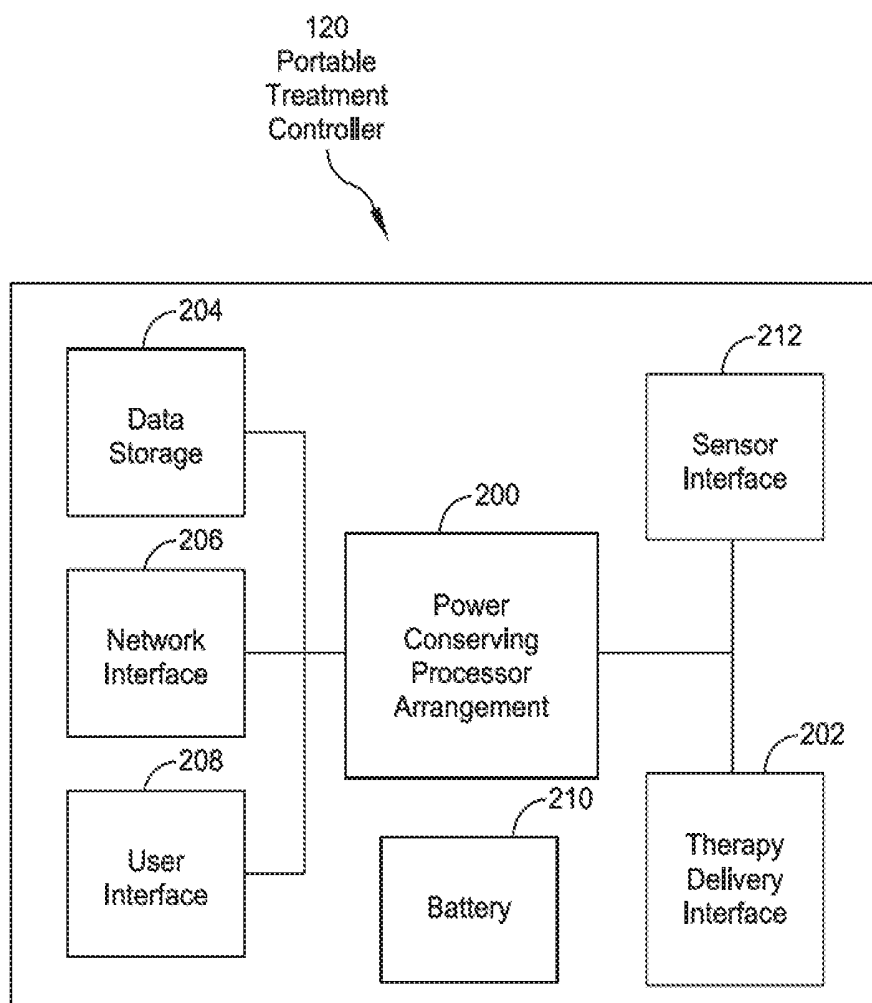 120
Portable
Treatment
Controller
204
Data
Storage
212
Sensor
Interface
200
Power
Conserving
Processor
Arrangement
206
Network
Interface
208
User
Interface
210
Battery
202
Therapy
Delivery
Interface